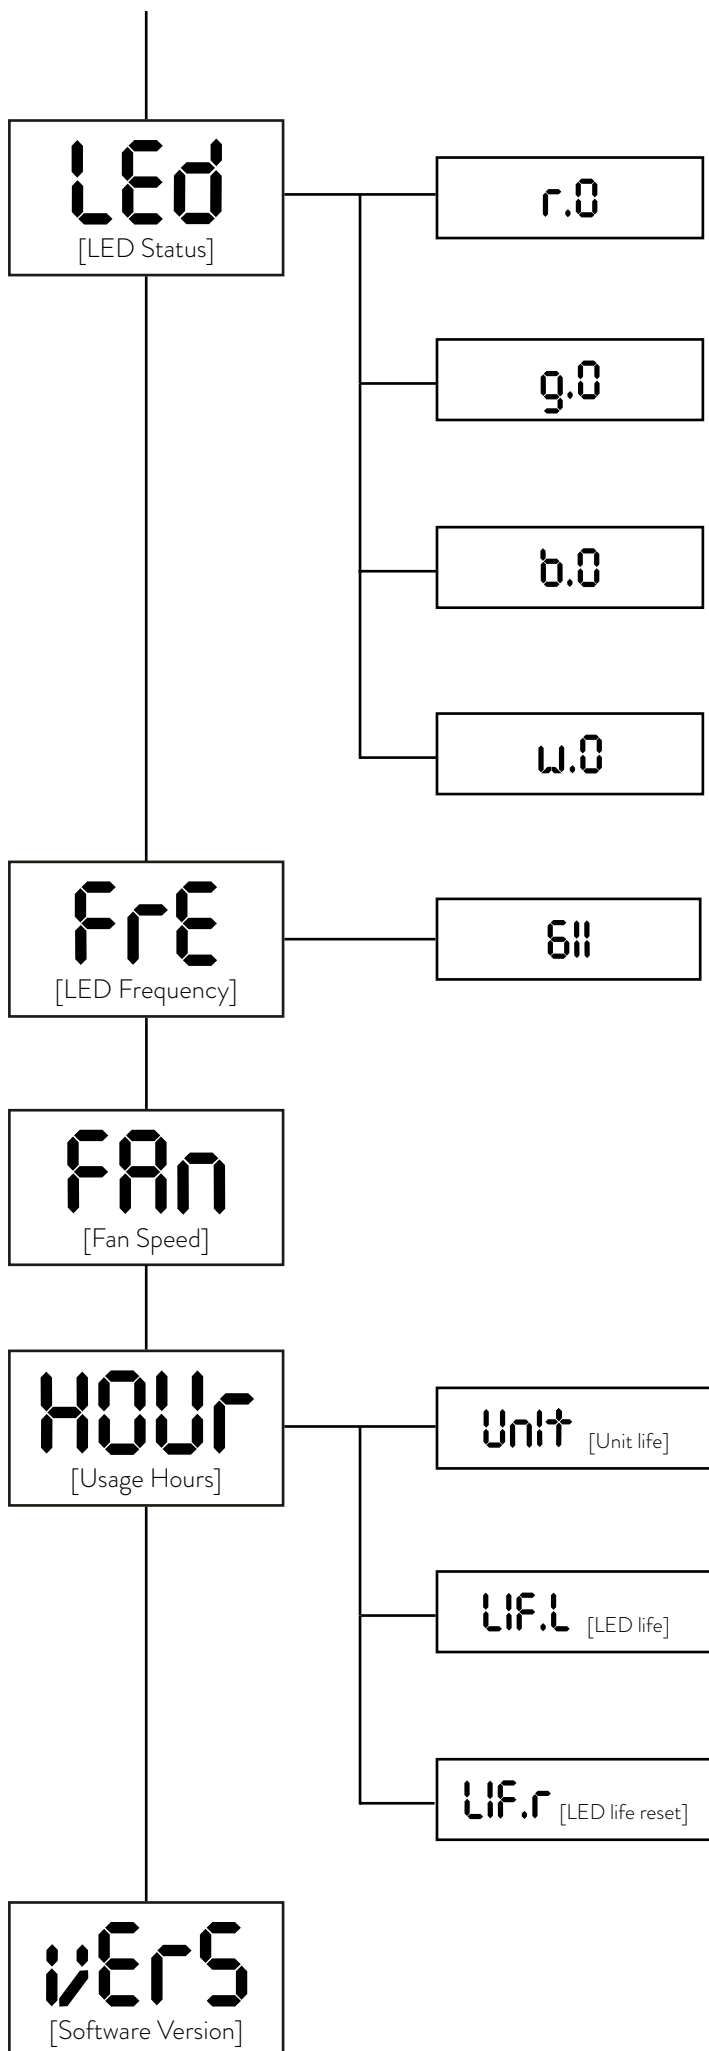 LEd
[LED Status]
r.0
g.0
b.0
w.0
FrE
[LED Frequency]
611
FAn
[Fan Speed]
HOUr
[Usage Hours]
UnIt [Unit life]
LIF.L [LED life]
LIF.r [LED life reset]
vErS
[Software Version]